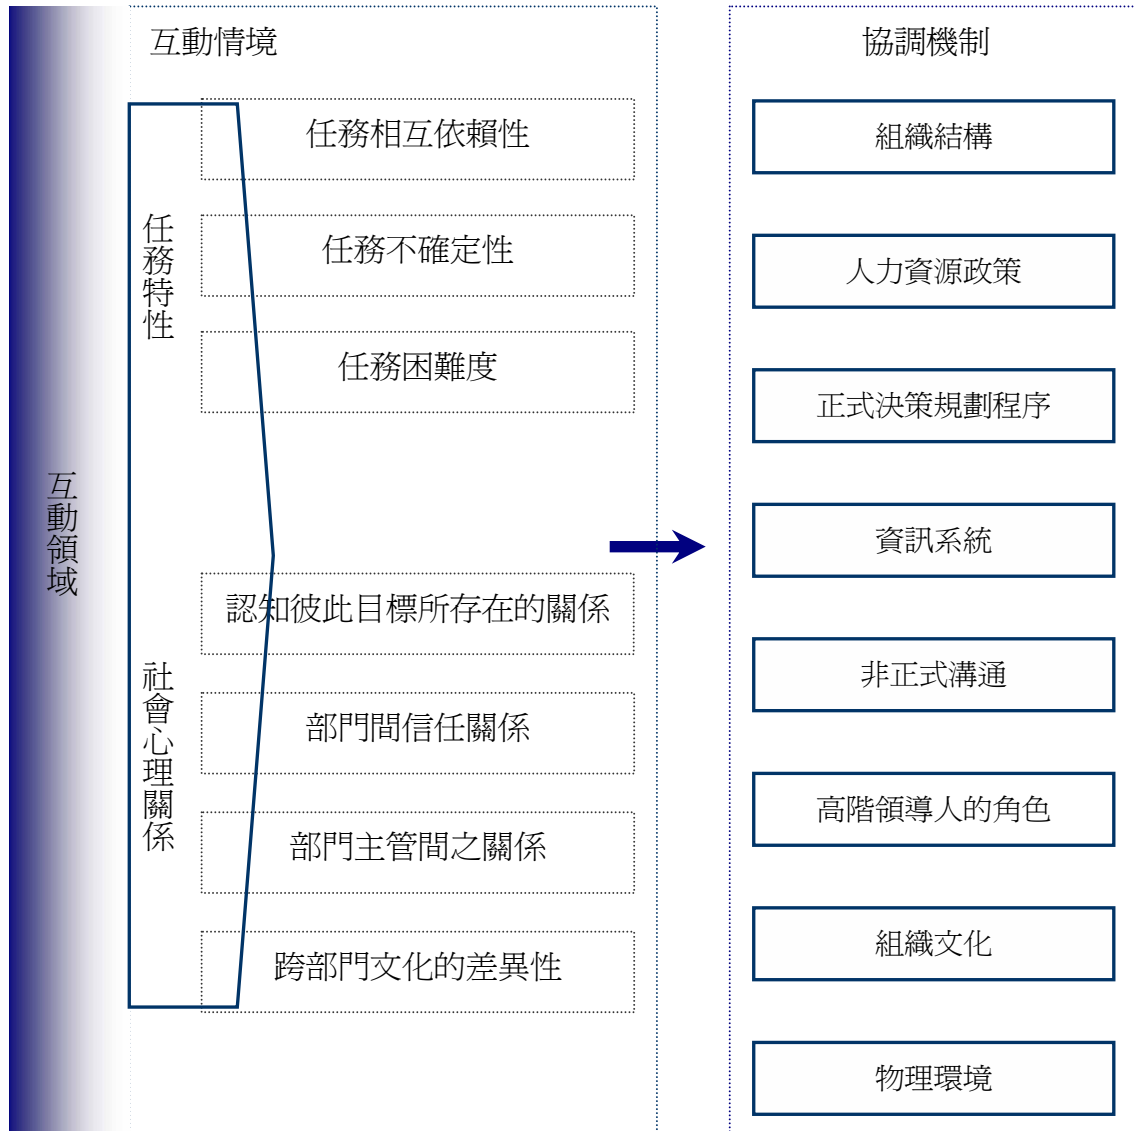 互動領域
互動情境
任務特性
任務相互依賴性
任務不確定性
任務困難度
社會心理關係
認知彼此目標所存在的關係
部門間信任關係
部門主管間之關係
跨部門文化的差異性
協調機制
組織結構
人力資源政策
正式決策規劃程序
資訊系統
非正式溝通
高階領導人的角色
組織文化
物理環境